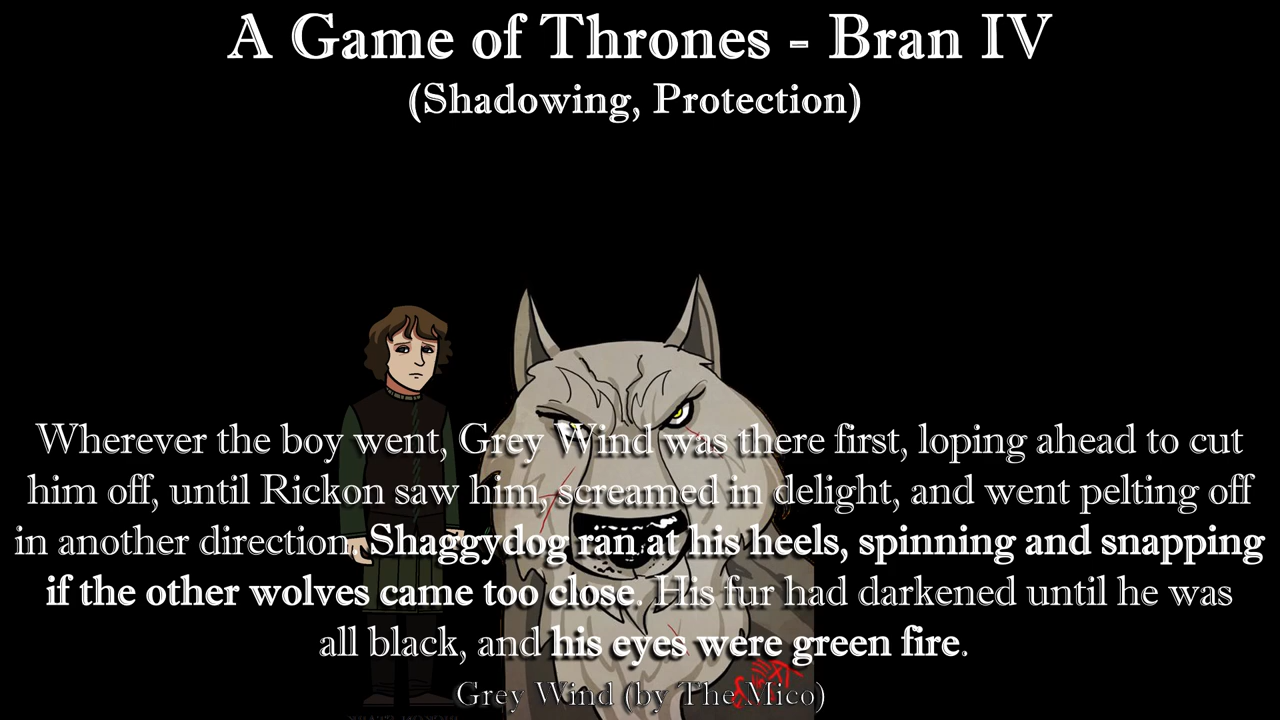 A Game of Thrones - Bran IV
(Shadowing, Protection)
Wherever the boy went, Grey Wind was there first, loping ahead to cut
him off, until Rickon saw him, screamed in delight, and went pelting off
in another direction. Shaggydog ran at his heels, spinning and snapping
if the other wolves came too close. His fur had darkened until he was
all black, and his eyes were green fire.
Grey Wind (by The Mico)